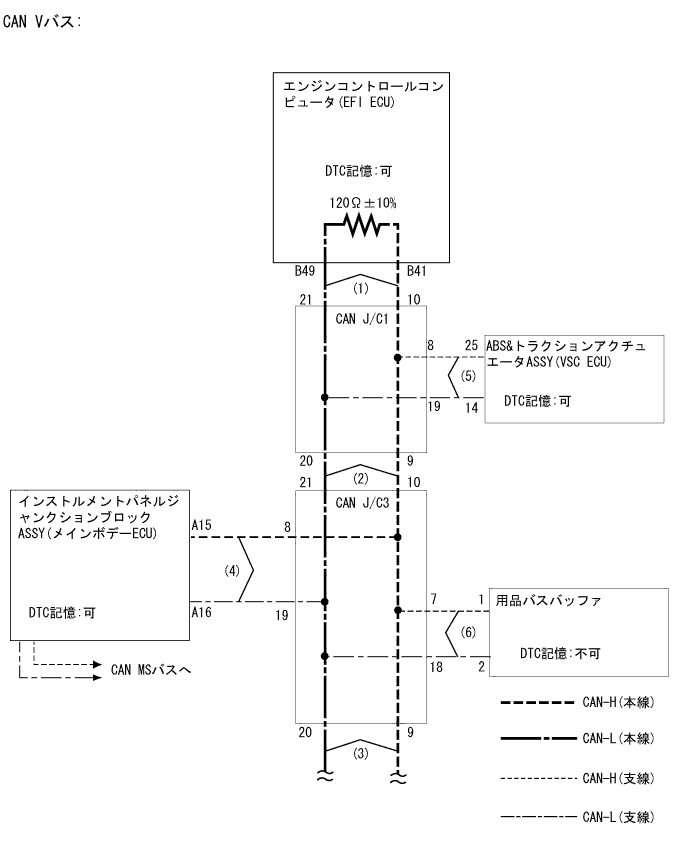 CAN Vバス:
エンジンコントロールコン
ピュータ(EFI ECU)
DTC記憶:可
120Ω±10%
B49
B41
(1)
21
10
CAN J/C1
8
25
ABS&トラクションアクチュ
エータASSY(VSC ECU)
(5)
DTC記憶:可
19
14
20
9
(2)
21
10
CAN J/C3
インストルメントパネルジ
ャンクションブロック
ASSY(メインボデーECU)
A15
8
(4)
DTC記憶:可
A16
19
7
1
用品バスバッファ
(6)
DTC記憶:不可
18
2
CAN MSバスへ
20
9
(3)
CAN-H(本線)
CAN-L(本線)
CAN-H(支線)
CAN-L(支線)